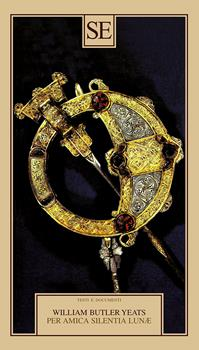 SE
TESTI E DOCUMENTI
WILLIAM BUTLER YEATS
PER AMICA SILENTIA LUNÆ